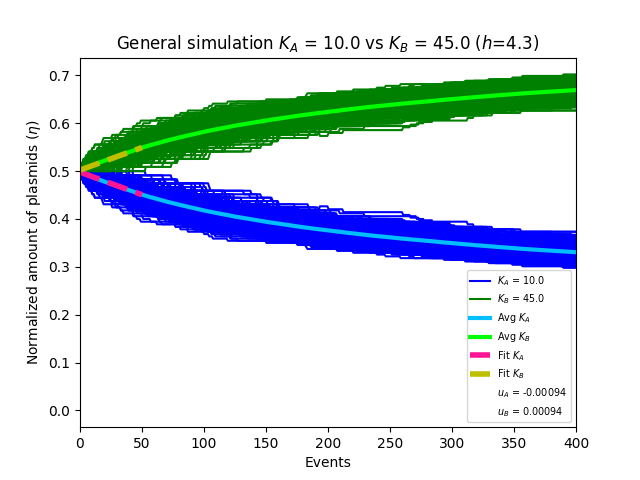 General simulation K_A = 10.0 vs K_B = 45.0 (h=4.3)
Normalized amount of plasmids (η)
0.7
0.6
0.5
0.4
0.3
0.2
0.1
0.0
K_A = 10.0
K_B = 45.0
Avg K_A
Avg K_B
Fit K_A
Fit K_B
u_A = -0.00094
u_B = 0.00094
0 50 100 150 200 250 300 350 400
Events